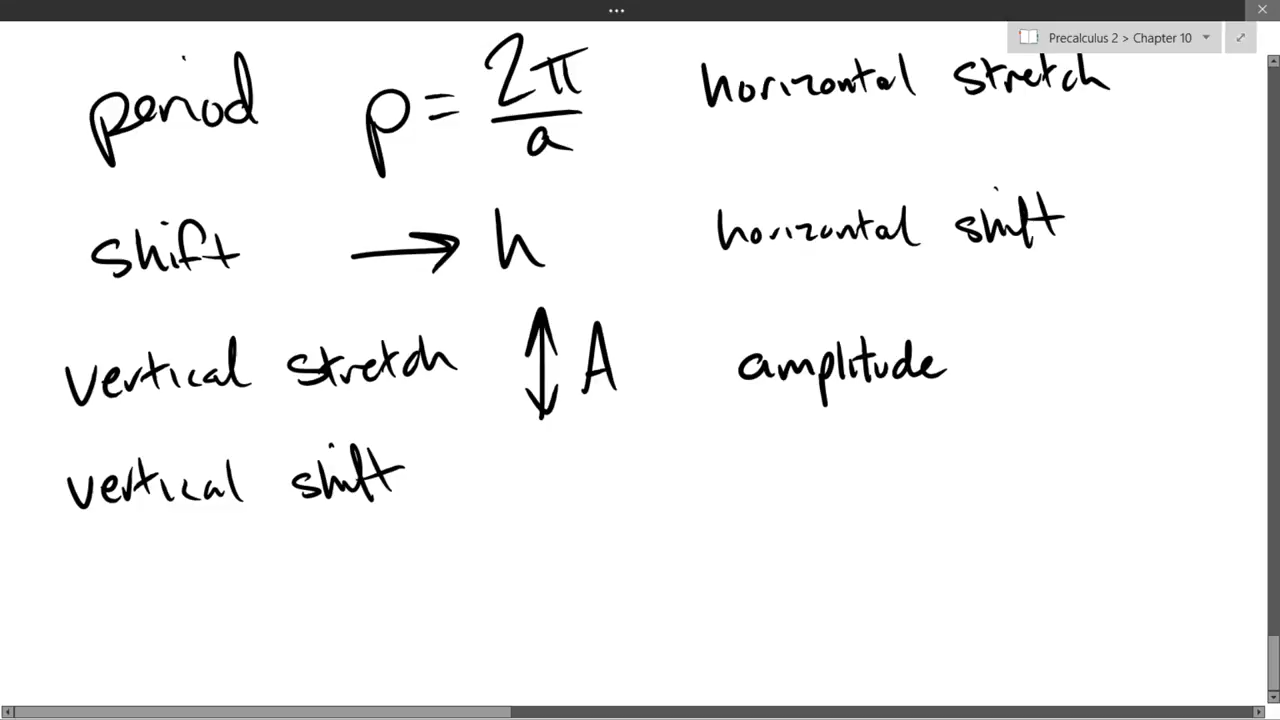 ...
Precalculus 2 > Chapter 10
period p = 2π/a horizontal stretch
shift → h horizontal shift
vertical stretch ↕ A amplitude
vertical shift